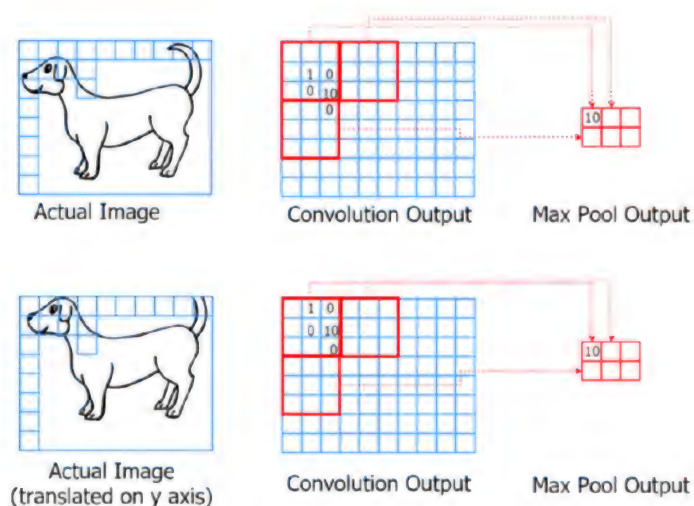 1 0
0 10
0
10
Actual Image
Convolution Output
Max Pool Output
1 0
0 10
0
10
Actual Image
(translated on y axis)
Convolution Output
Max Pool Output